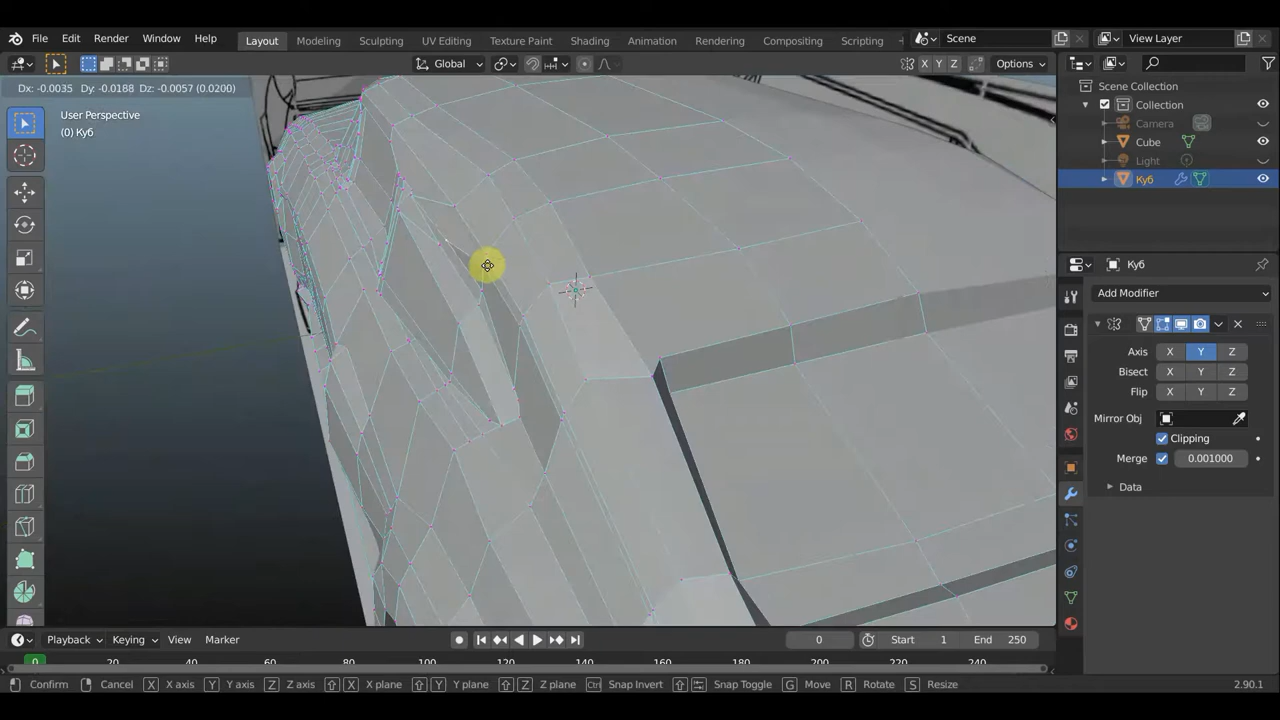 File Edit Render Window Help
Layout Modeling Sculpting UV Editing Texture Paint Shading Animation Rendering Compositing Scripting
Scene
View Layer
Global
X Y Z
Options
Dx: -0.0035 Dy: -0.0188 Dz: -0.0057 (0.0200)
User Perspective
(0) Куб
Scene Collection
Collection
Camera
Cube
Light
Куб
Куб
Add Modifier
Axis X Y Z
Bisect X Y Z
Flip X Y Z
Mirror Obj
Clipping
Merge 0.001000
Data
Playback Keying View Marker
0 Start 1 End 250
0 20 40 60 80 100 120 140 160 180 200 220 240
Confirm Cancel X X axis Y Y axis Z Z axis X X plane Y Y plane Z Z plane Ctrl Snap Invert Snap Toggle G Move R Rotate S Resize 2.90.1